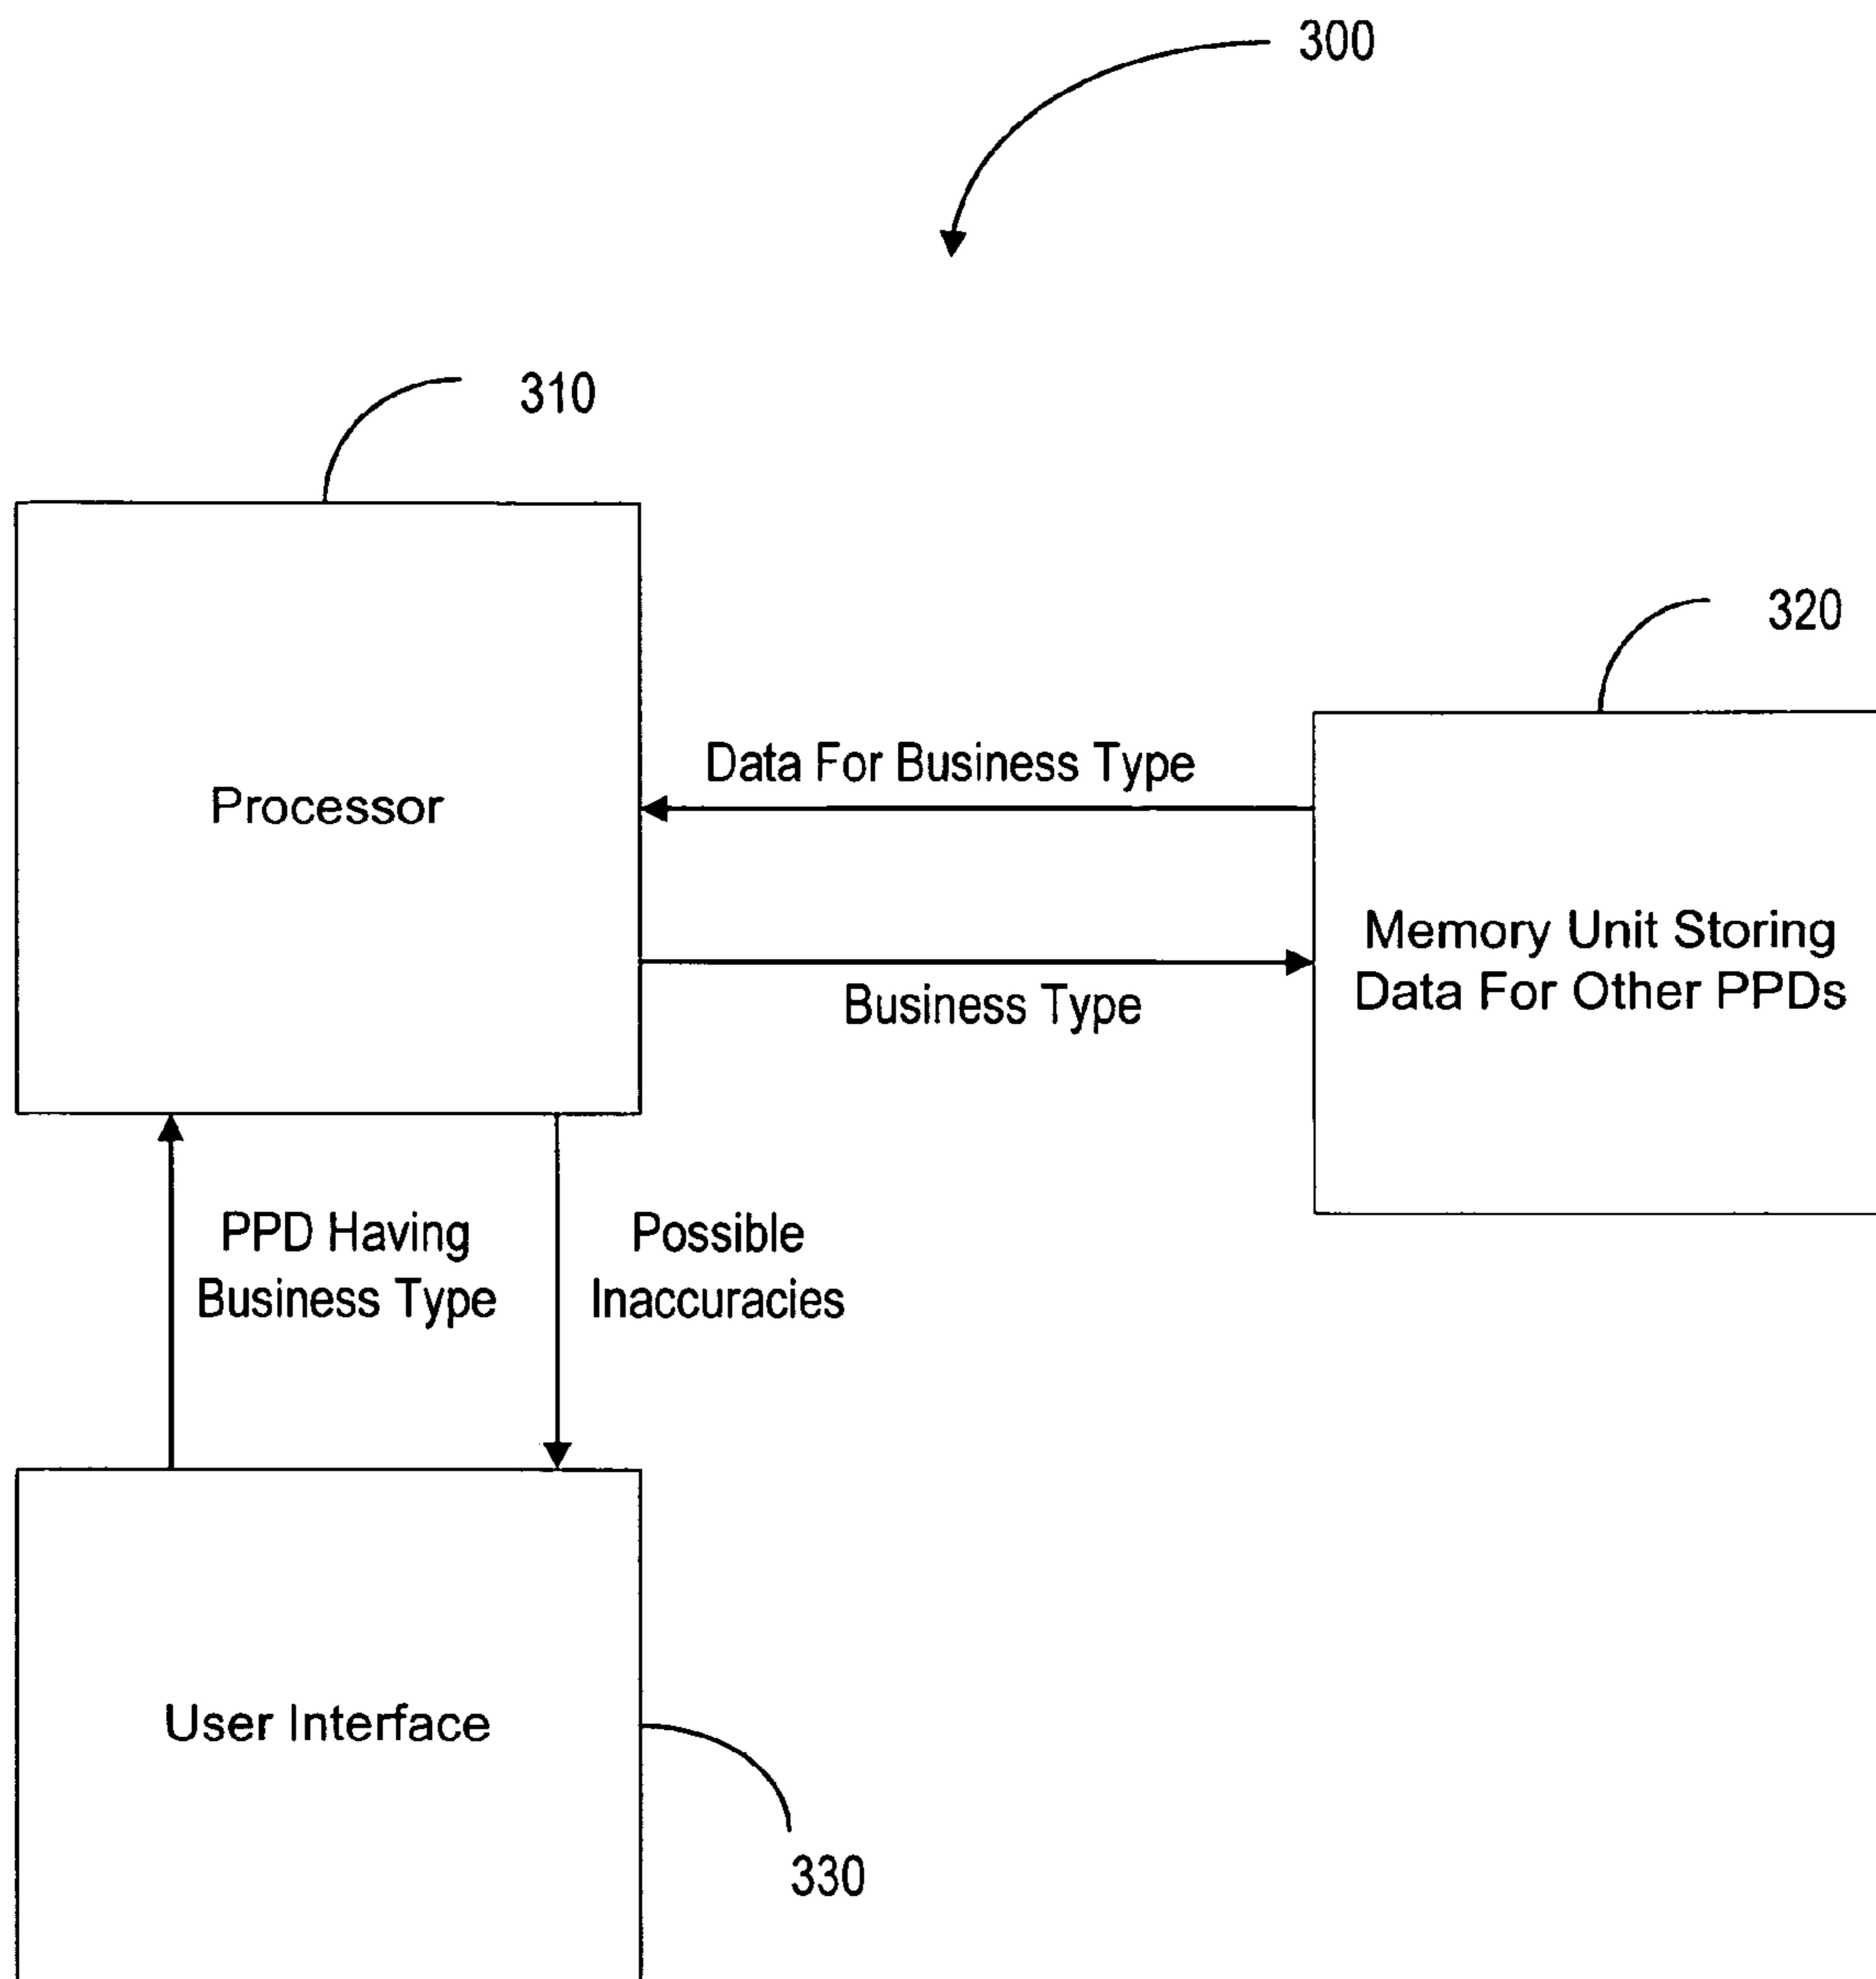 300
310
320
Data For Business Type
Processor
Memory Unit Storing
Data For Other PPDs
Business Type
PPD Having
Business Type
Possible
Inaccuracies
User Interface
330